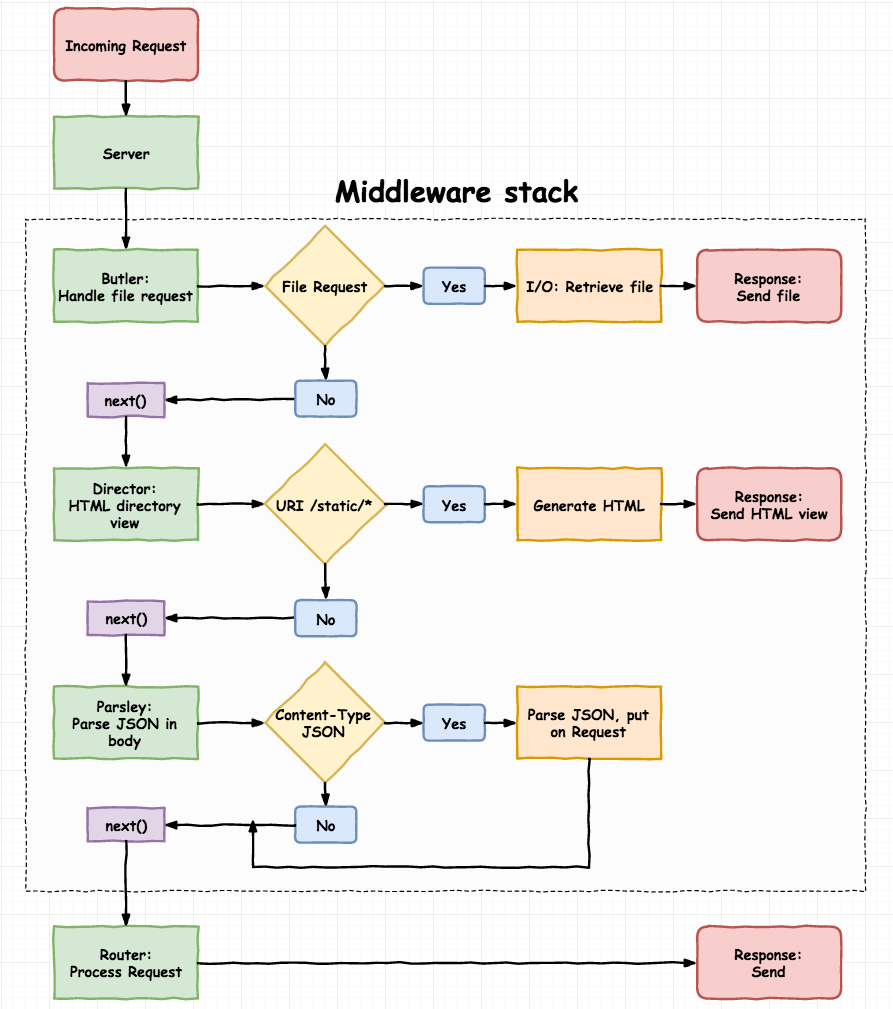 Incoming Request
Server
Middleware stack
Butler:
Handle file request
File Request
Yes
I/O: Retrieve file
Response:
Send file
next()
No
Director:
HTML directory
view
URI /static/*
Yes
Generate HTML
Response:
Send HTML view
next()
No
Parsley:
Parse JSON in
body
Content-Type
JSON
Yes
Parse JSON, put
on Request
next()
No
Router:
Process Request
Response:
Send